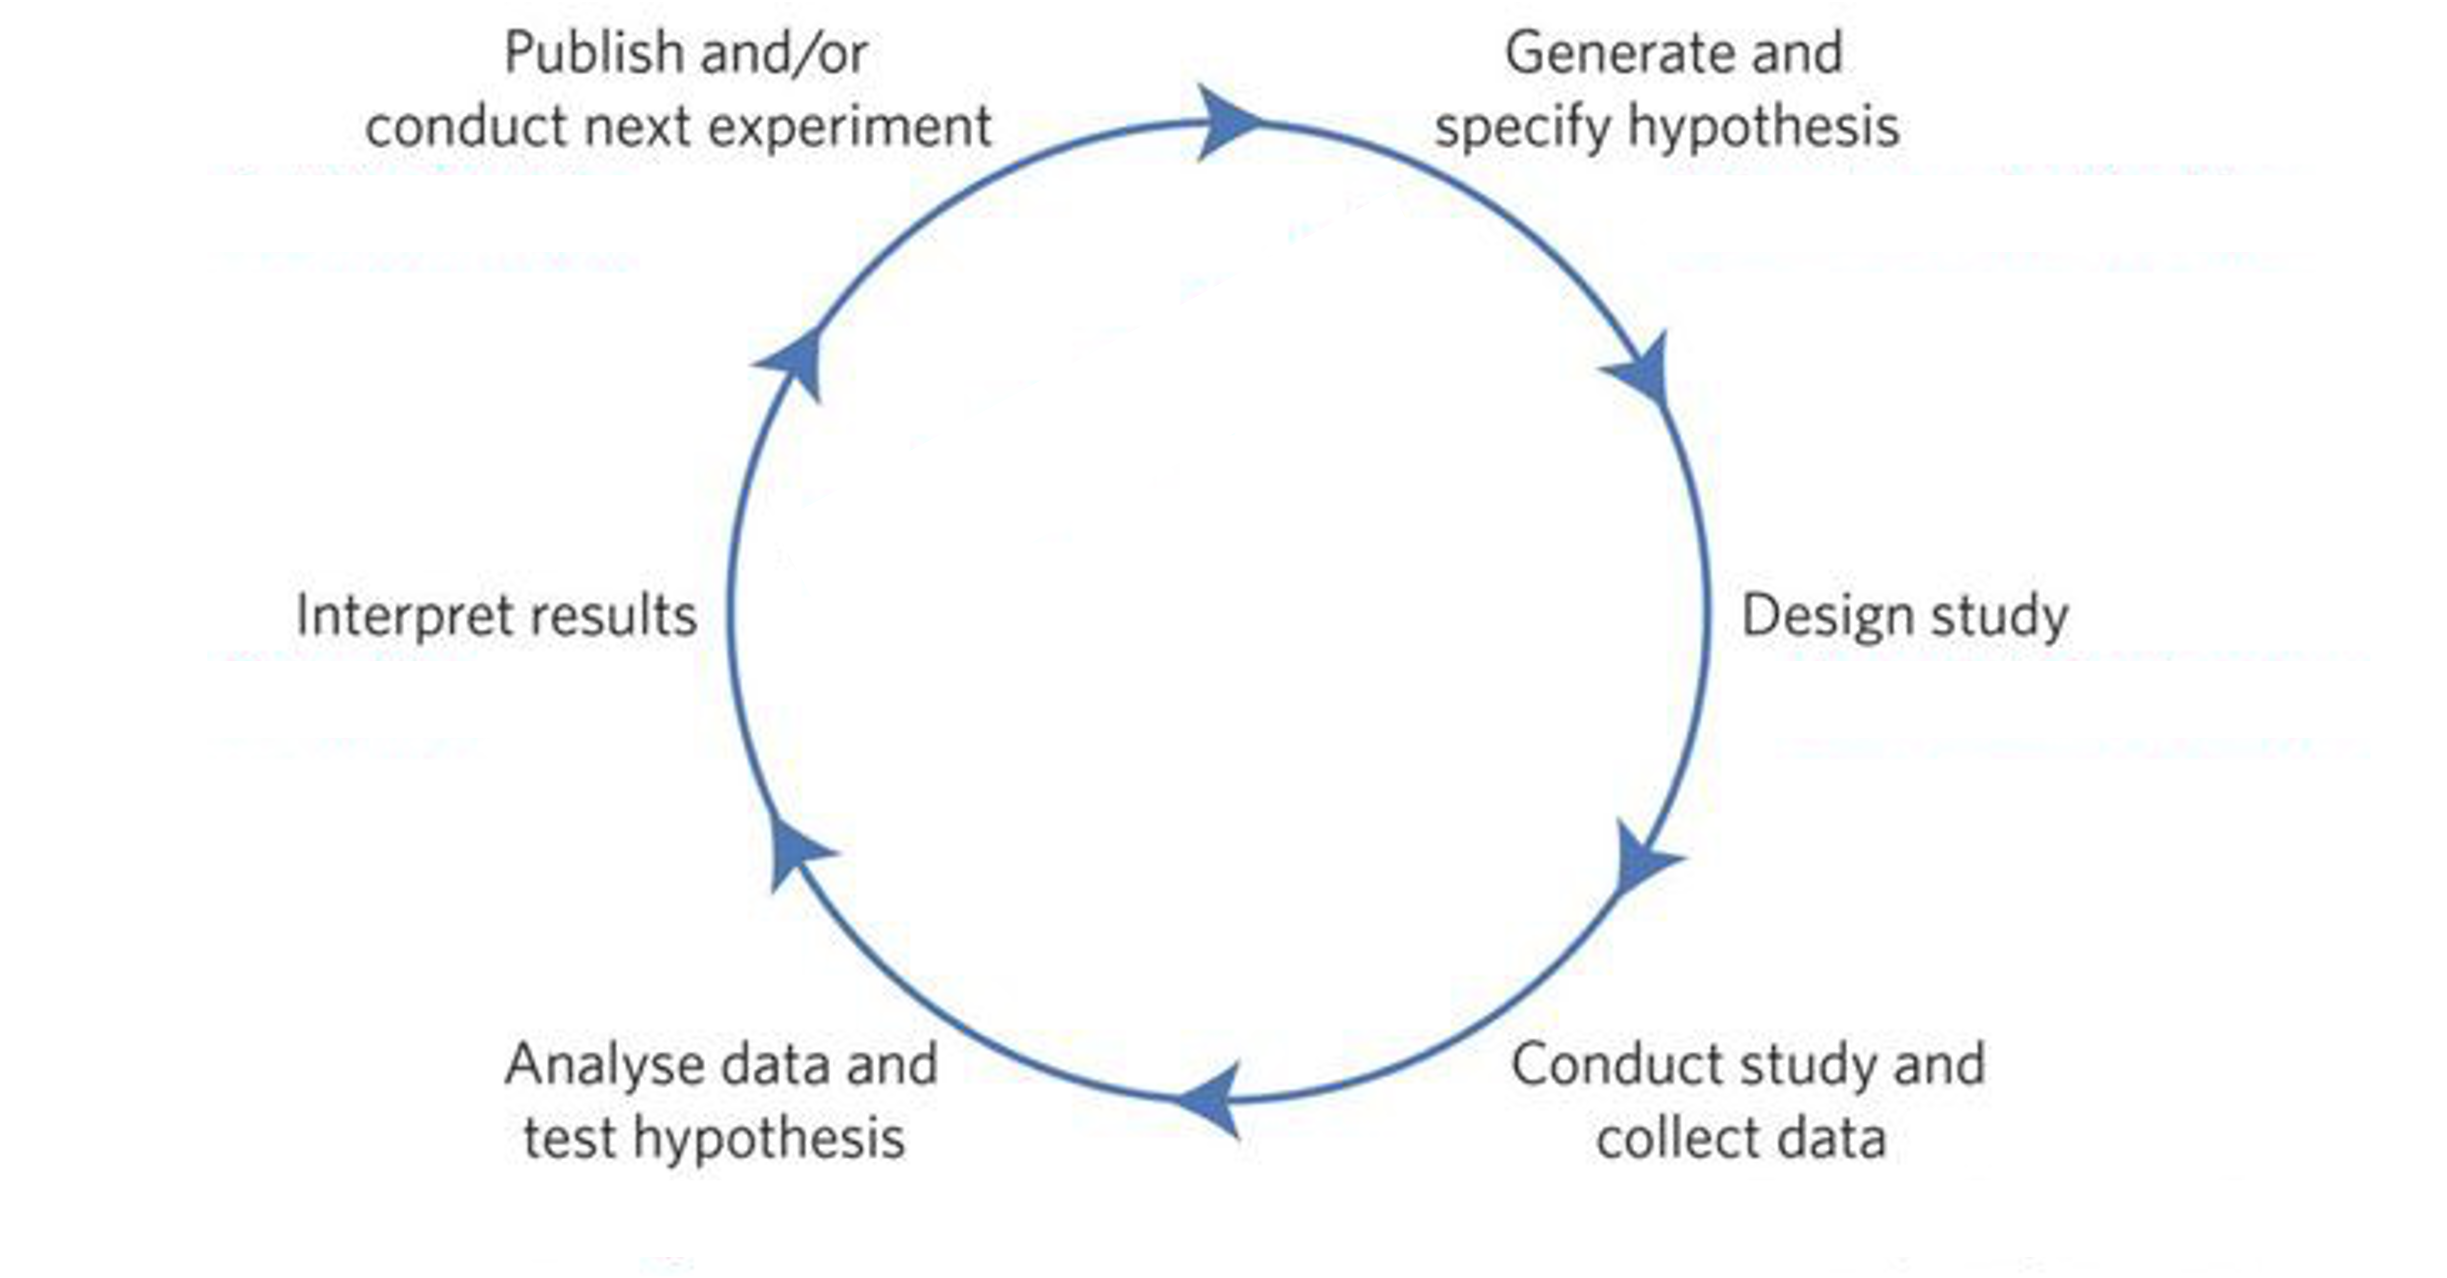 Publish and/or
conduct next experiment
Generate and
specify hypothesis
Interpret results
Design study
Analyse data and
test hypothesis
Conduct study and
collect data